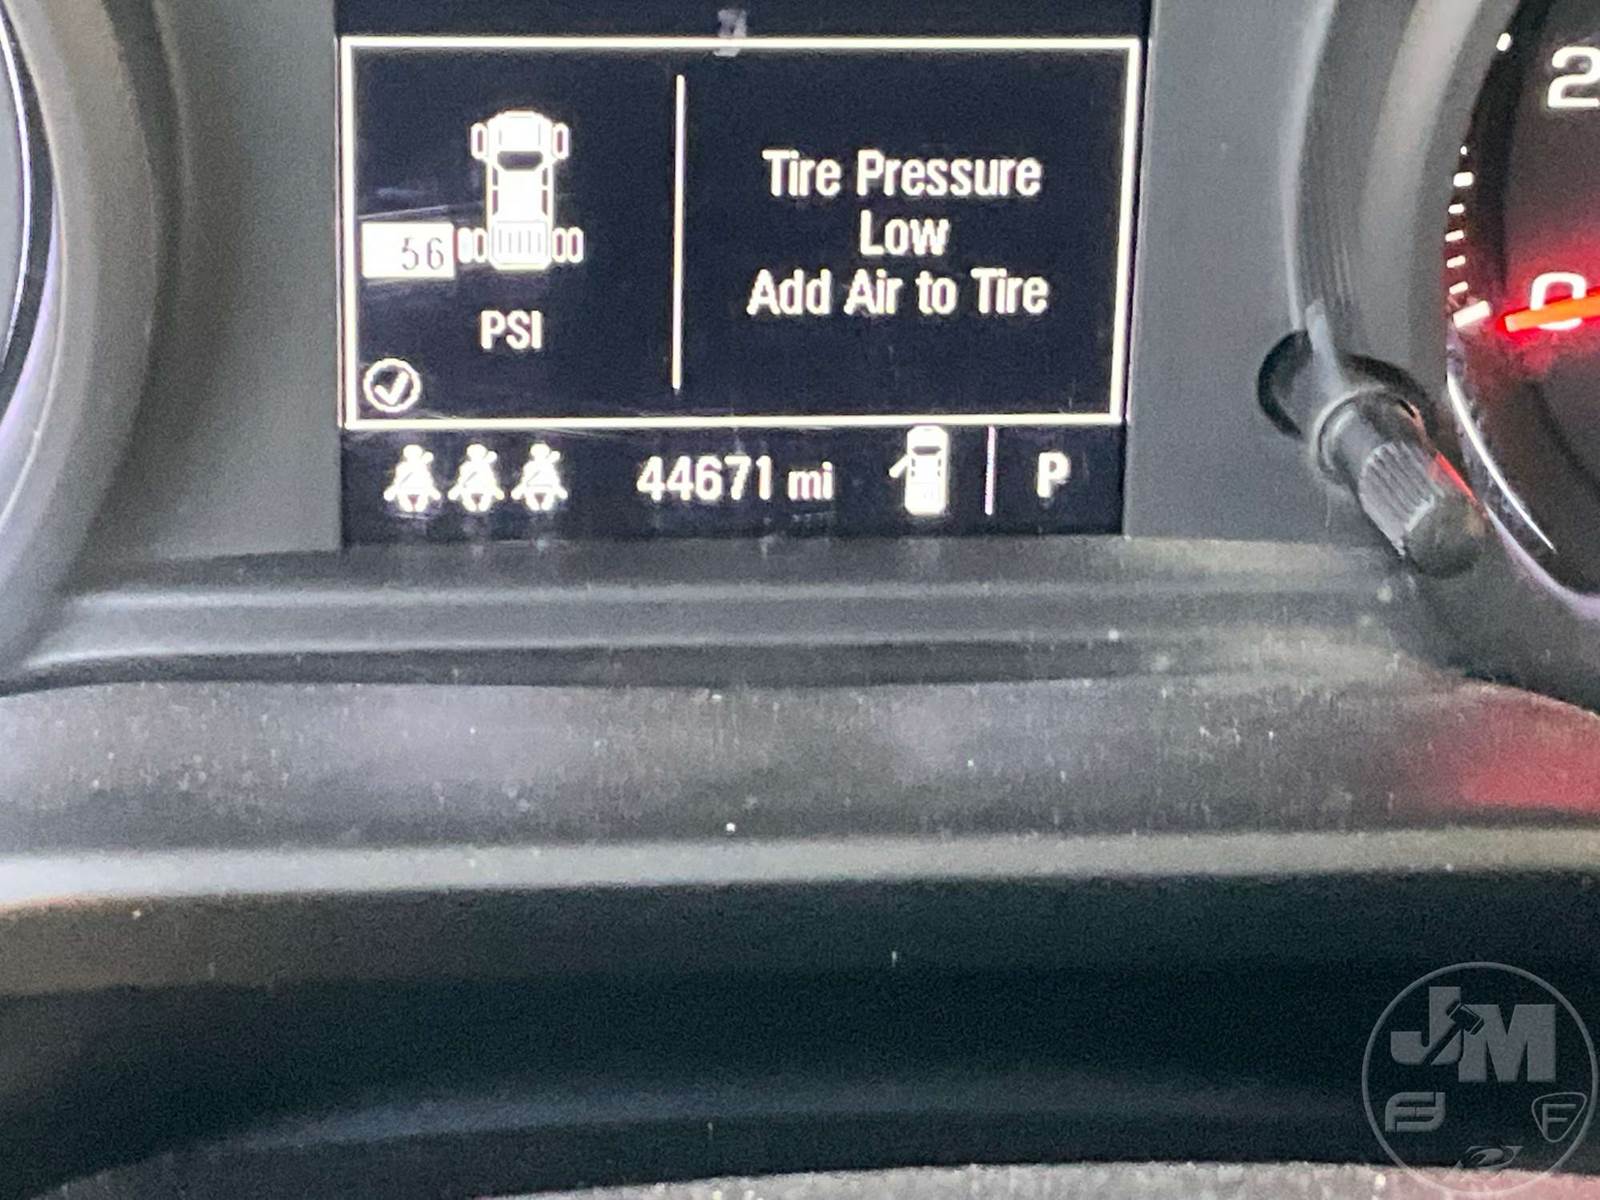 Tire Pressure
Low
Add Air to Tire
56
PSI
44671 mi
P
2
0
JM
F